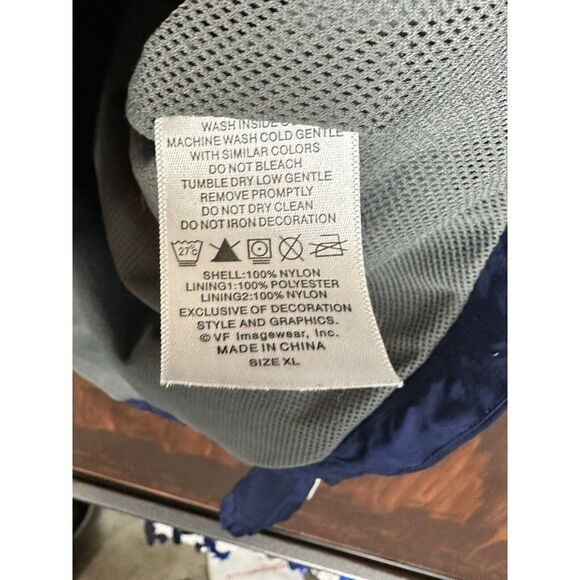 WASH INSIDE
MACHINE WASH COLD GENTLE
WITH SIMILAR COLORS
DO NOT BLEACH
TUMBLE DRY LOW GENTLE
REMOVE PROMPTLY
DO NOT DRY CLEAN
DO NOT IRON DECORATION
27°C
SHELL:100% NYLON
LINING1:100% POLYESTER
LINING2:100% NYLON
EXCLUSIVE OF DECORATION
STYLE AND GRAPHICS.
© VF Imagewear, Inc.
MADE IN CHINA
SIZE XL